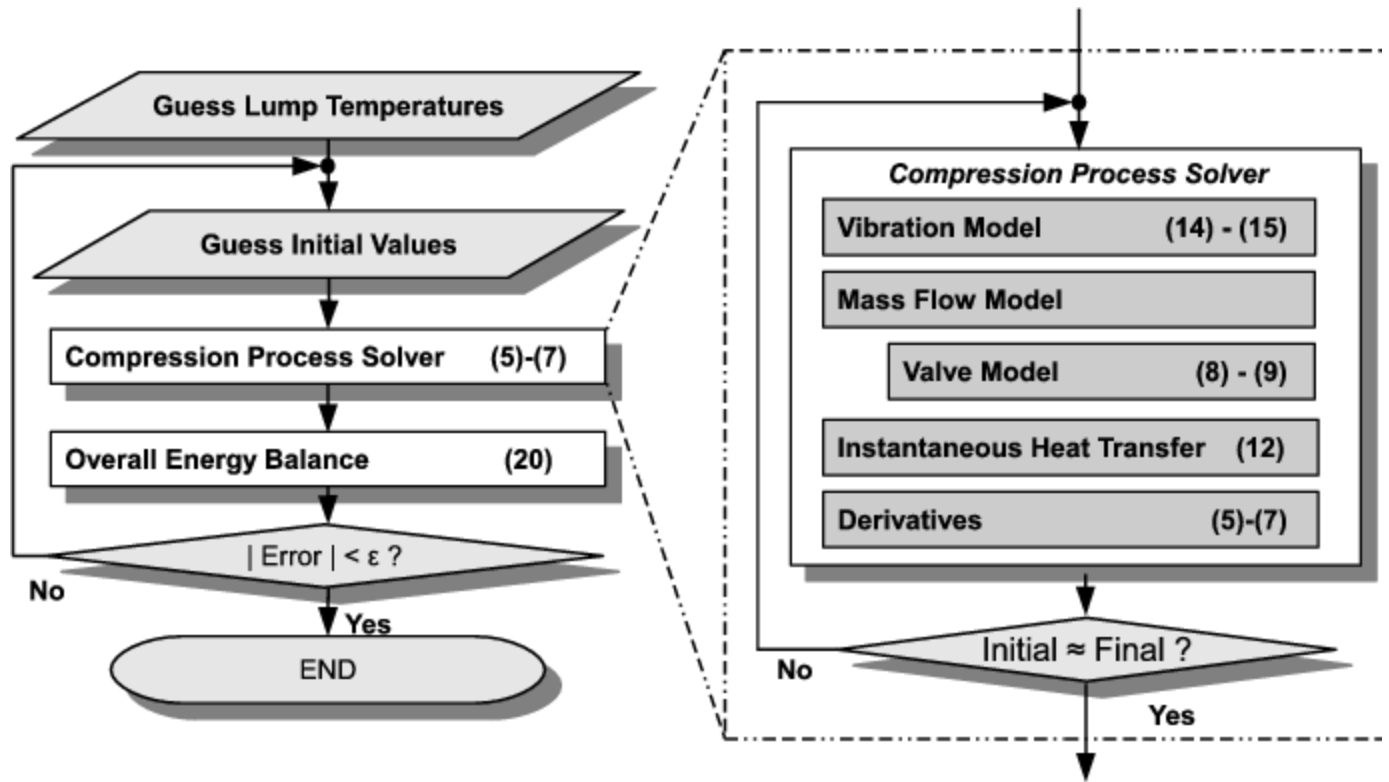 Guess Lump Temperatures
Guess Initial Values
Compression Process Solver (5)-(7)
Overall Energy Balance (20)
| Error | < ε ?
No
Yes
END
Compression Process Solver
Vibration Model (14) - (15)
Mass Flow Model
Valve Model (8) - (9)
Instantaneous Heat Transfer (12)
Derivatives (5)-(7)
Initial ≈ Final ?
No
Yes